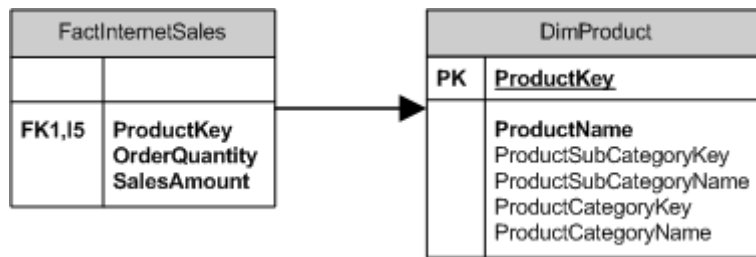 FactInternetSales
FK1,I5 ProductKey
OrderQuantity
SalesAmount
DimProduct
PK ProductKey
ProductName
ProductSubCategoryKey
ProductSubCategoryName
ProductCategoryKey
ProductCategoryName